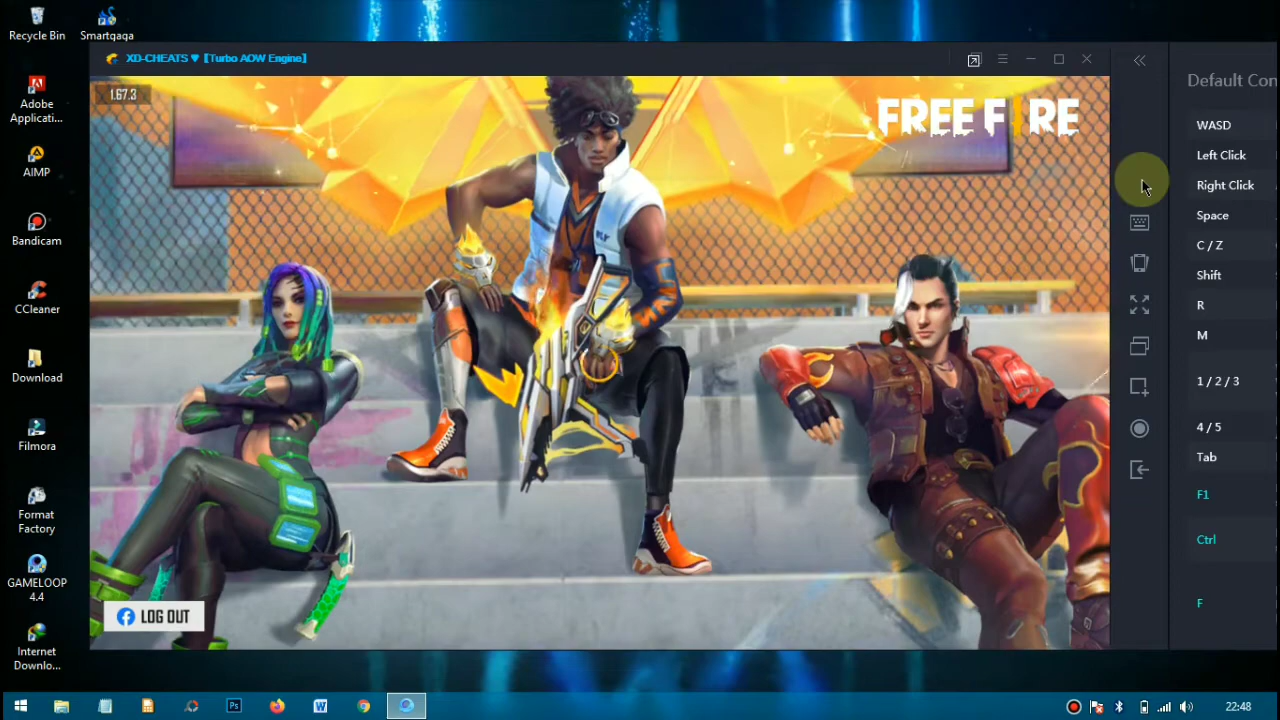 Recycle Bin
Smartgaga
Adobe
Applicati...
AIMP
Bandicam
CCleaner
Download
Filmora
Format
Factory
GAMELOOP
4.4
Internet
Downlo...
XD-CHEATS ♥ [Turbo AOW Engine]
1.67.3
FREE FIRE
LOG OUT
Default Con
WASD
Left Click
Right Click
Space
C / Z
Shift
R
M
1 / 2 / 3
4 / 5
Tab
F1
Ctrl
F
22:48